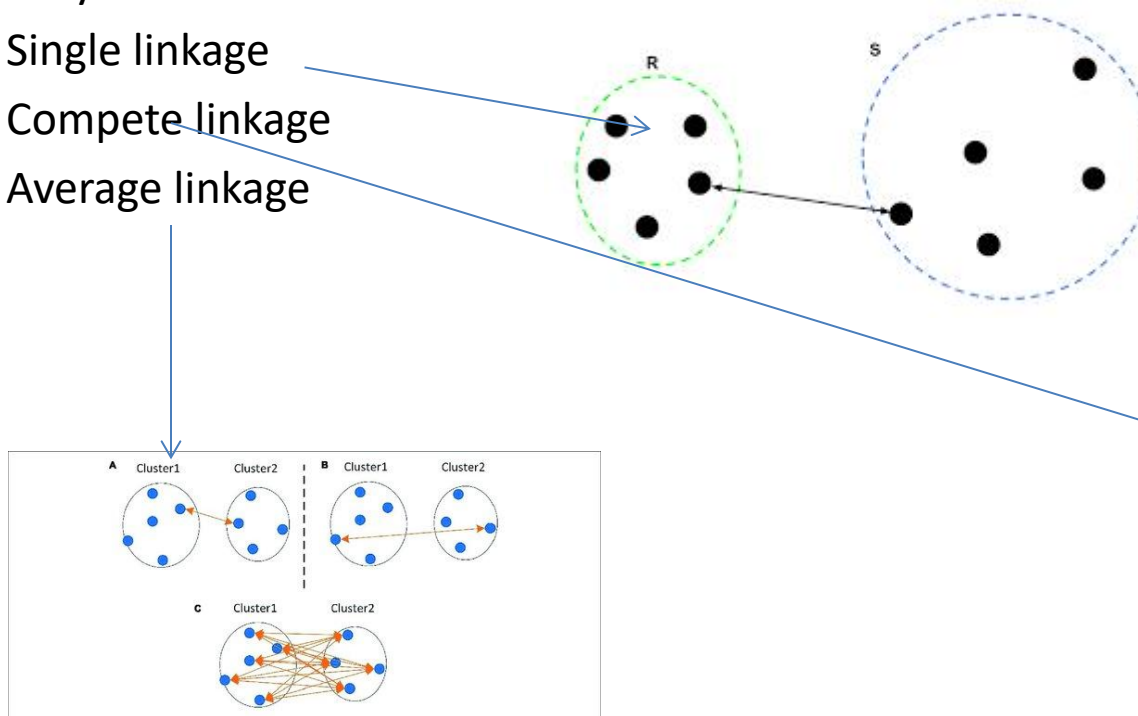 Single linkage
Compete linkage
Average linkage
R
S
A Cluster1 Cluster2
B Cluster1 Cluster2
C Cluster1 Cluster2